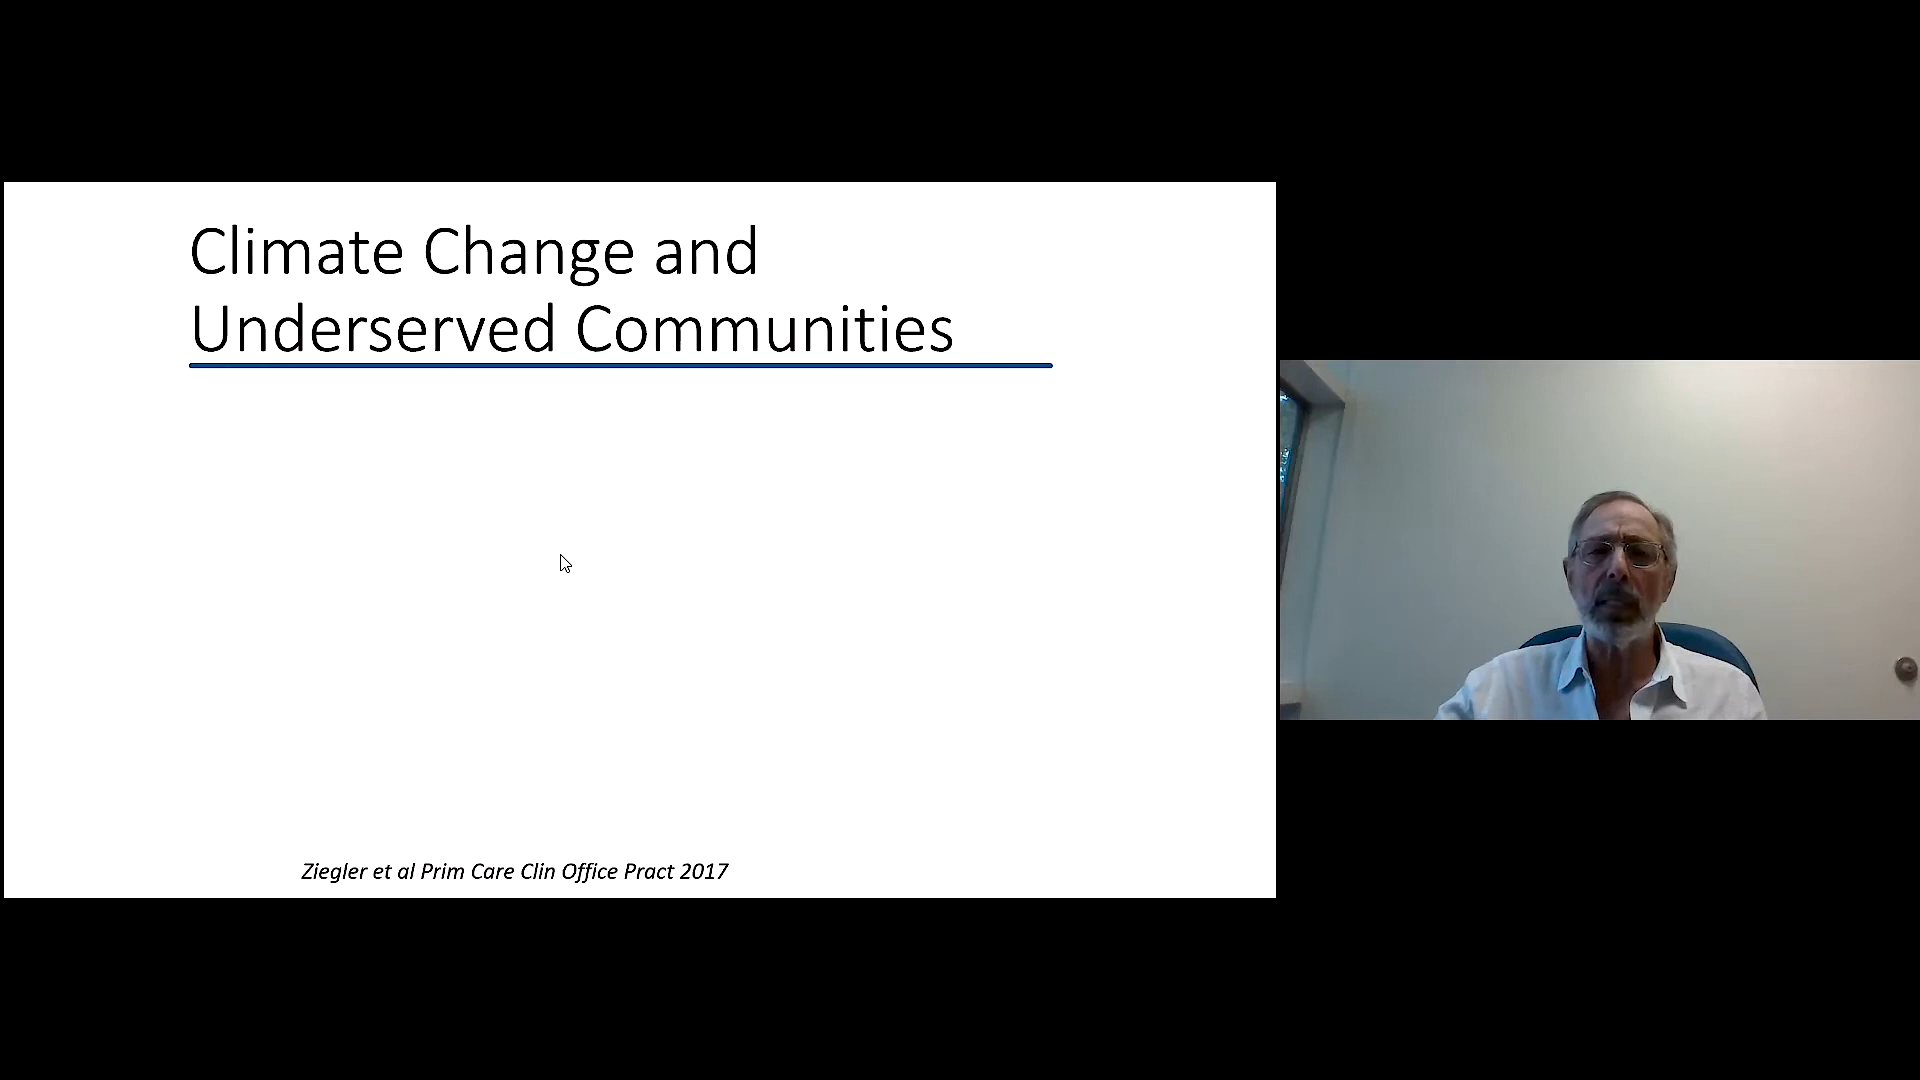 Climate Change and
Underserved Communities
Ziegler et al Prim Care Clin Office Pract 2017